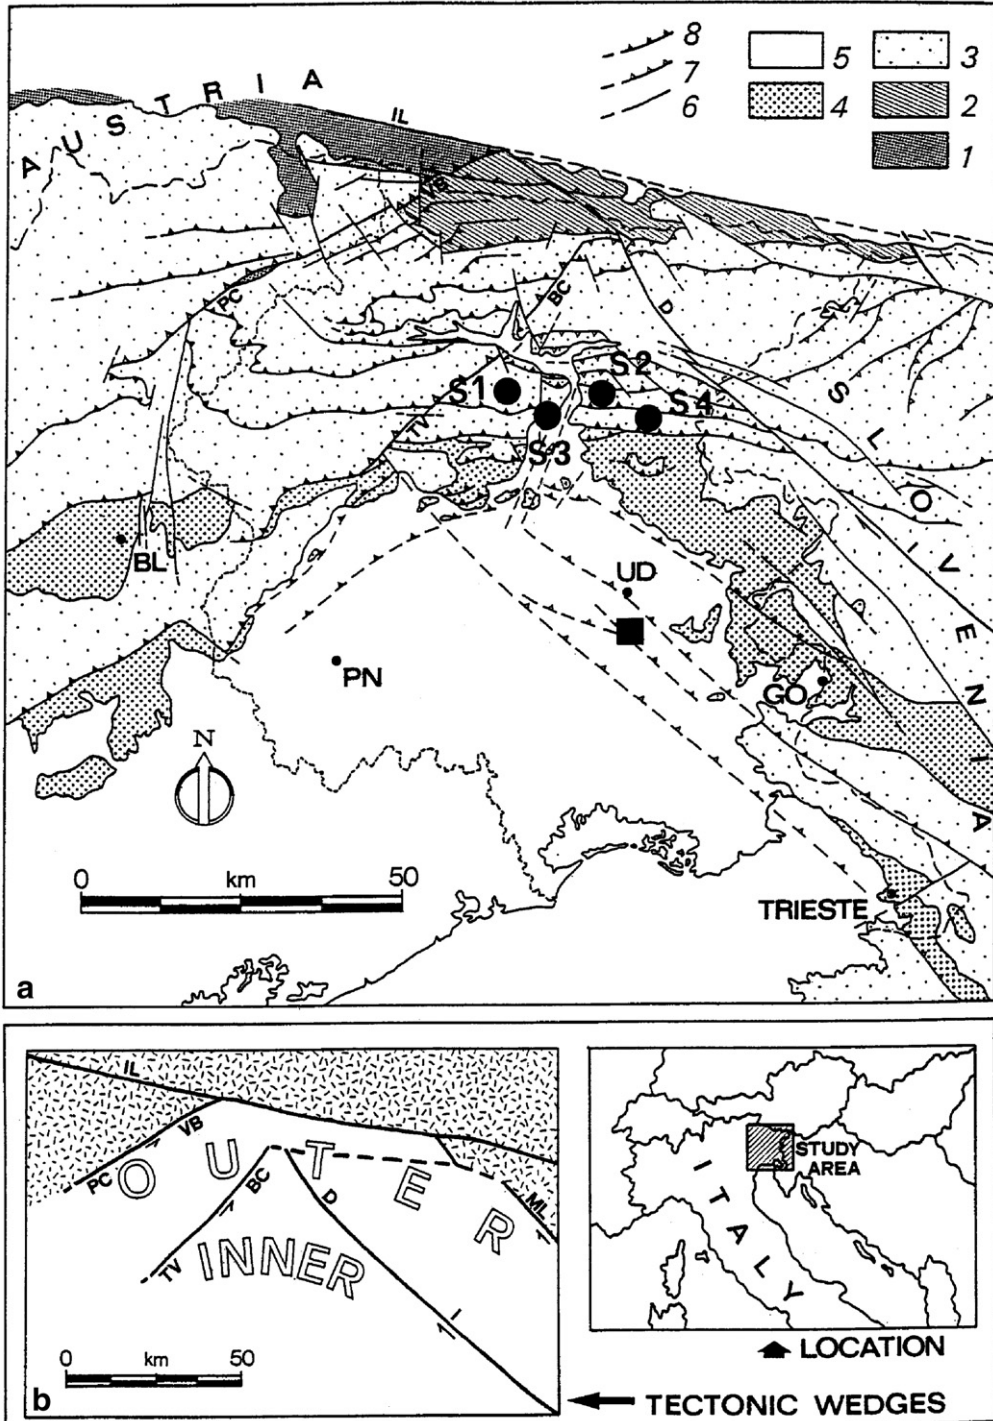 AUSTRIA
IL
8
7
6
5
4
3
2
1
VB
PC
BC
D
S1
S2
S3
S4
TV
SLOVENIA
BL
UD
PN
GO
N
0 km 50
TRIESTE
a
IL
VB
PC
OUTER
BC
D
ML
TV
INNER
I
0 km 50
b
ITALY
STUDY
AREA
LOCATION
TECTONIC WEDGES